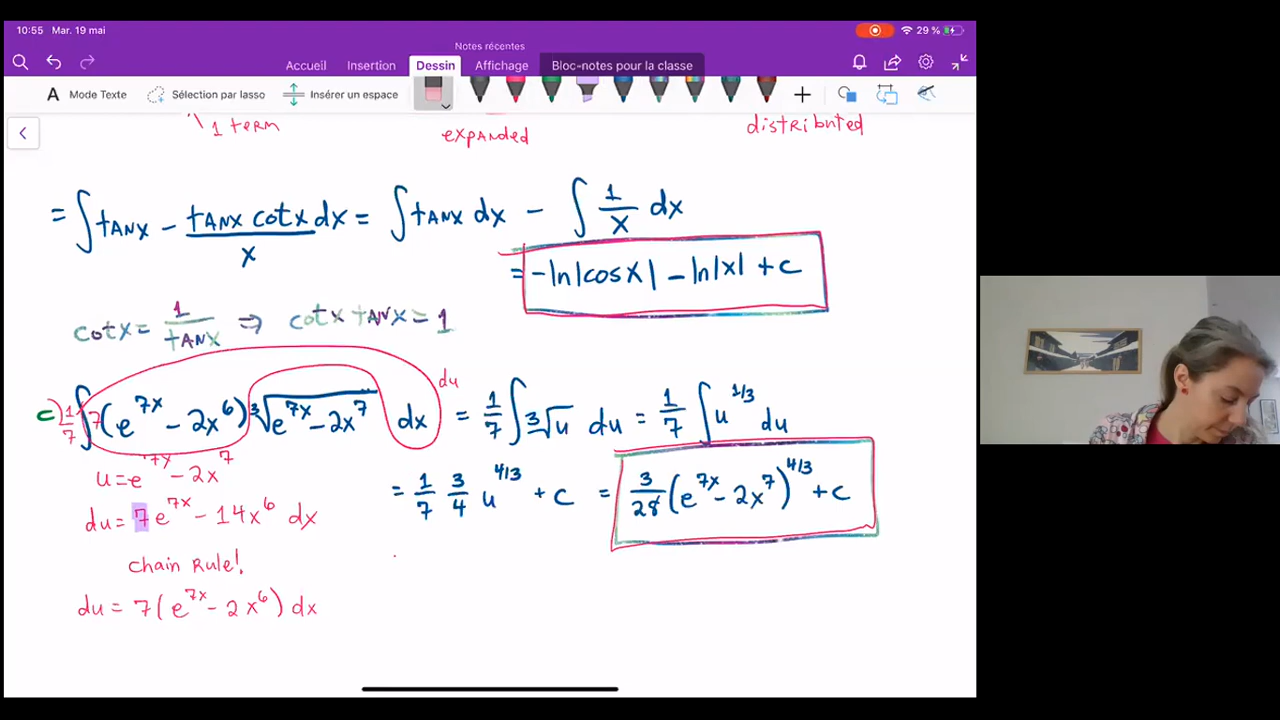 10:55 Mar. 19 mai
29 %
Notes récentes
Accueil Insertion Dessin Affichage Bloc-notes pour la classe
A Mode Texte Sélection par lasso Insérer un espace
1 term expanded distributed
= ∫ tanx - (tanx cotx)/x dx = ∫ tanx dx - ∫ 1/x dx
= -ln|cosx| - ln|x| + c
cotx = 1/tanx ⇒ cotx tanx = 1
du
c) 1/7 ∫ 7(e^{7x} - 2x^6) ∛(e^{7x} - 2x^7) dx = 1/7 ∫ ∛u du = 1/7 ∫ u^{1/3} du
u = e^{7x} - 2x^7
= 1/7 3/4 u^{4/3} + c = 3/28 (e^{7x} - 2x^7)^{4/3} + c
du = 7e^{7x} - 14x^6 dx
chain Rule!
du = 7(e^{7x} - 2x^6) dx